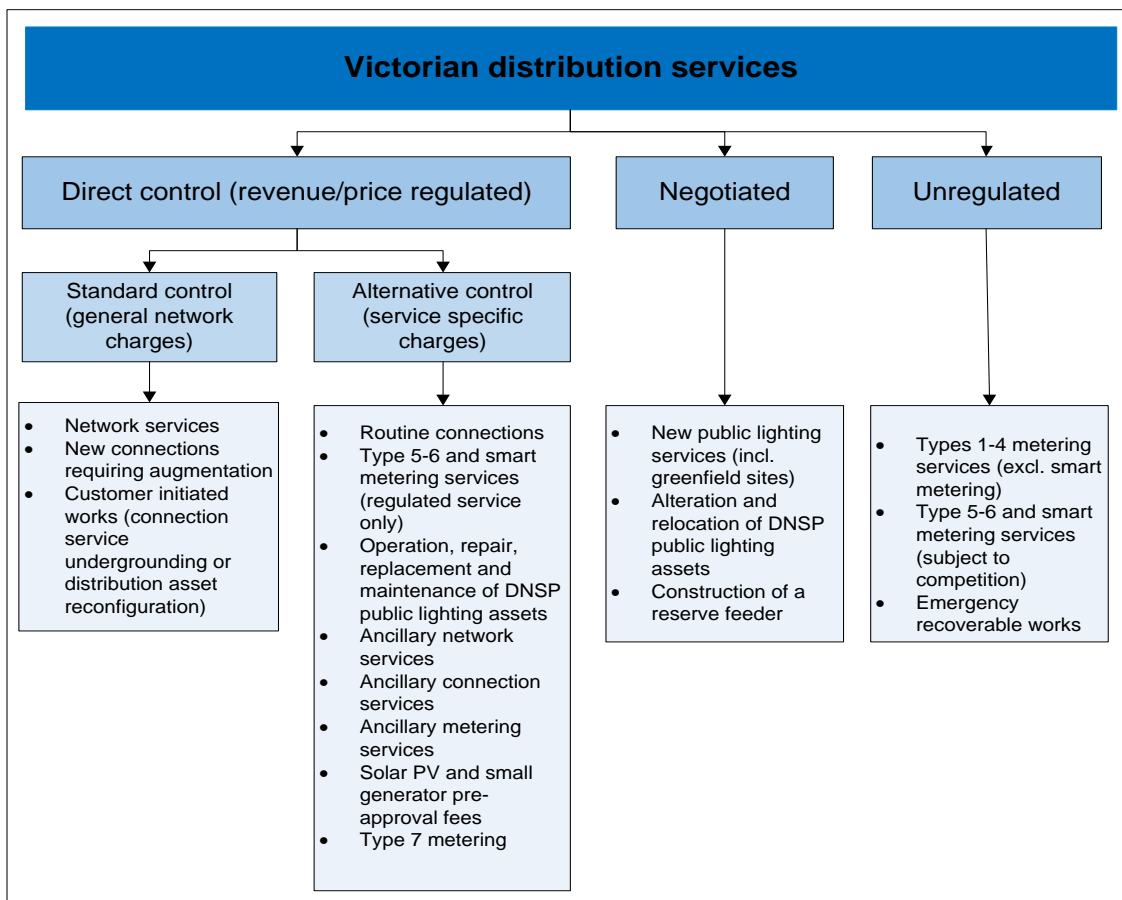 Victorian distribution services
Direct control (revenue/price regulated)
Negotiated
Unregulated
Standard control
(general network
charges)
Alternative control
(service specific
charges)
• Network services
• New connections
requiring augmentation
• Customer initiated
works (connection
service
undergrounding or
distribution asset
reconfiguration)
• Routine connections
• Type 5-6 and smart
metering services
(regulated service
only)
• Operation, repair,
replacement and
maintenance of DNSP
public lighting assets
• Ancillary network
services
• Ancillary connection
services
• Ancillary metering
services
• Solar PV and small
generator pre-
approval fees
• Type 7 metering
• New public lighting
services (incl.
greenfield sites)
• Alteration and
relocation of DNSP
public lighting
assets
• Construction of a
reserve feeder
• Types 1-4 metering
services (excl. smart
metering)
• Type 5-6 and smart
metering services
(subject to
competition)
• Emergency
recoverable works